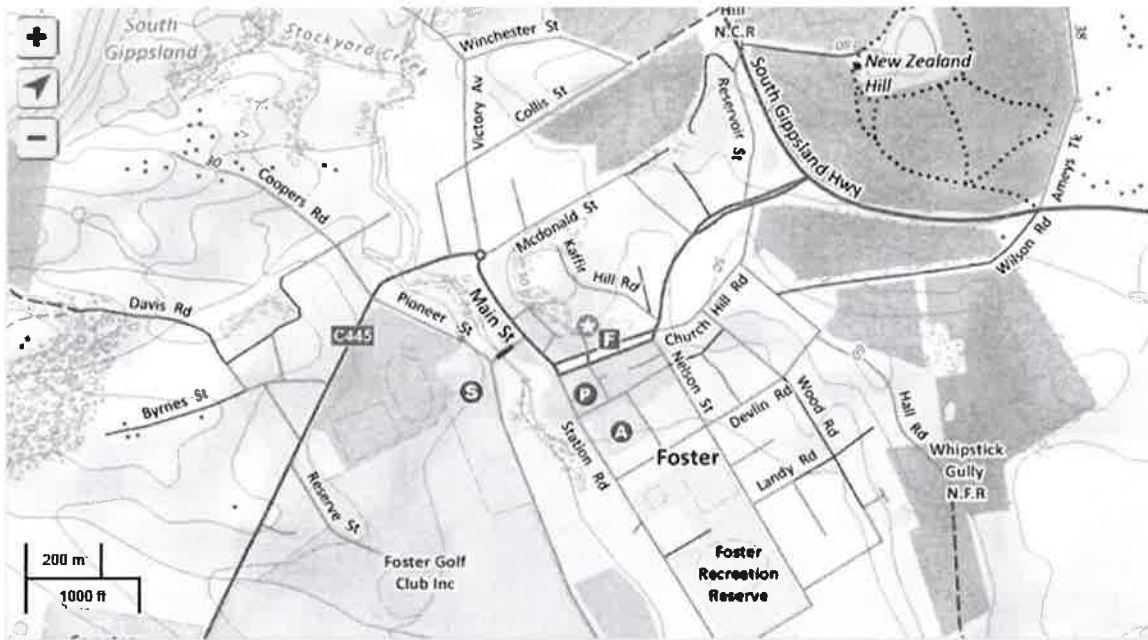 +
−
South
Gippsland
Stockyard Creek
Winchester St
Victory Av
Collis St
Hill
N.C.R
South Gippsland Hwy
Reservoir St
New Zealand
Hill
Ameys Tk
Wilson Rd
30
Coopers Rd
Mcdonald St
Kaffir Hill Rd
Davis Rd
Pioneer St
Main St
C445
F
Church Hill Rd
Nelson St
S
P
A
Byrnes St
Station Rd
Devlin Rd
Wood Rd
Hall Rd
Foster
Landy Rd
Whipstick
Gully
N.F.R
Reserve St
200 m
1000 ft
Foster Golf
Club Inc
Foster
Recreation
Reserve